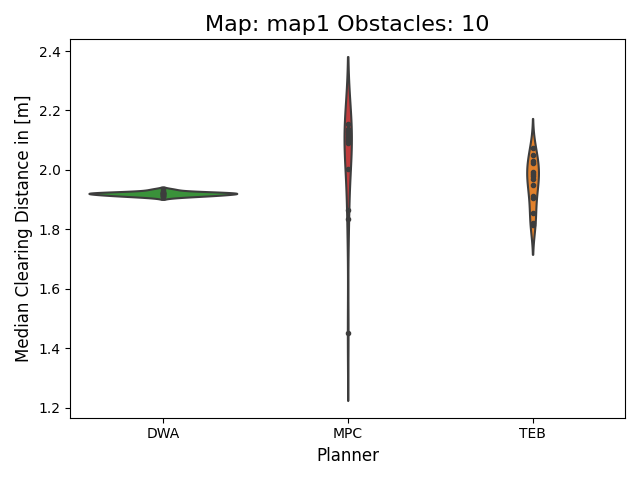 Map: map1 Obstacles: 10
Median Clearing Distance in [m]
2.4
2.2
2.0
1.8
1.6
1.4
1.2
DWA MPC TEB
Planner